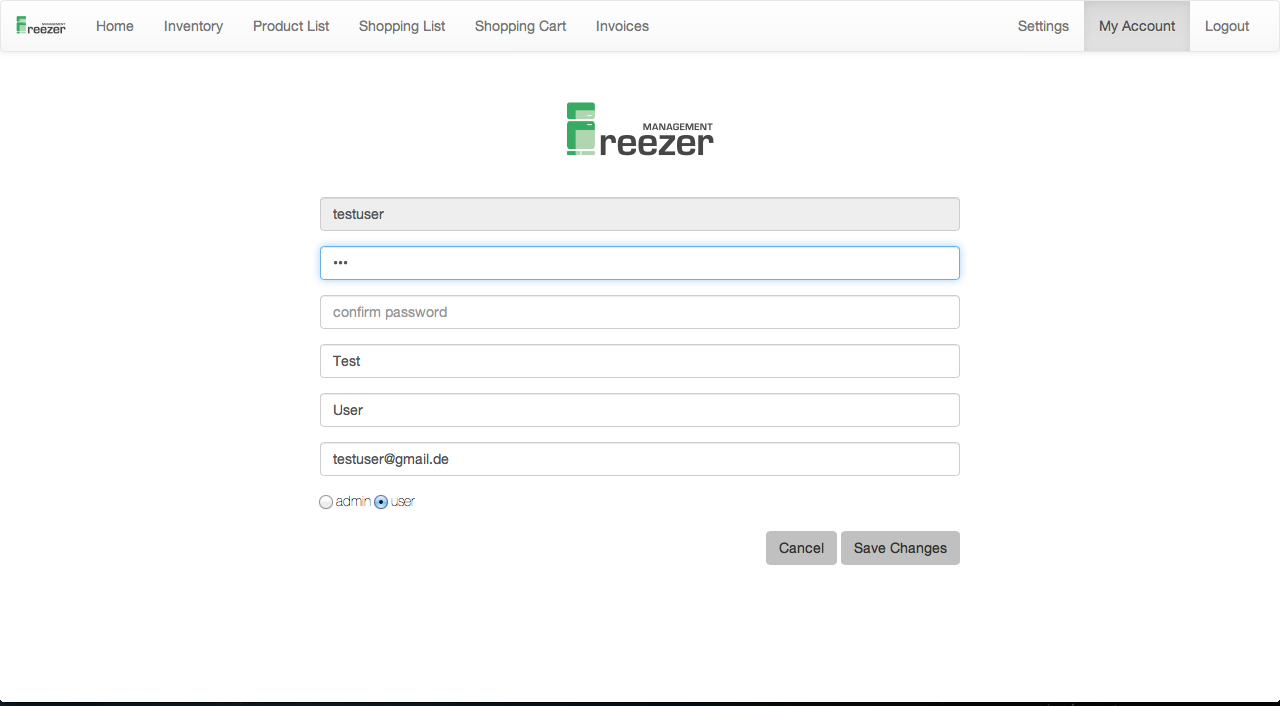 MANAGEMENT
reezer Home Inventory Product List Shopping List Shopping Cart Invoices Settings My Account Logout
MANAGEMENT
reezer
testuser
•••
confirm password
Test
User
testuser@gmail.de
admin user
Cancel Save Changes